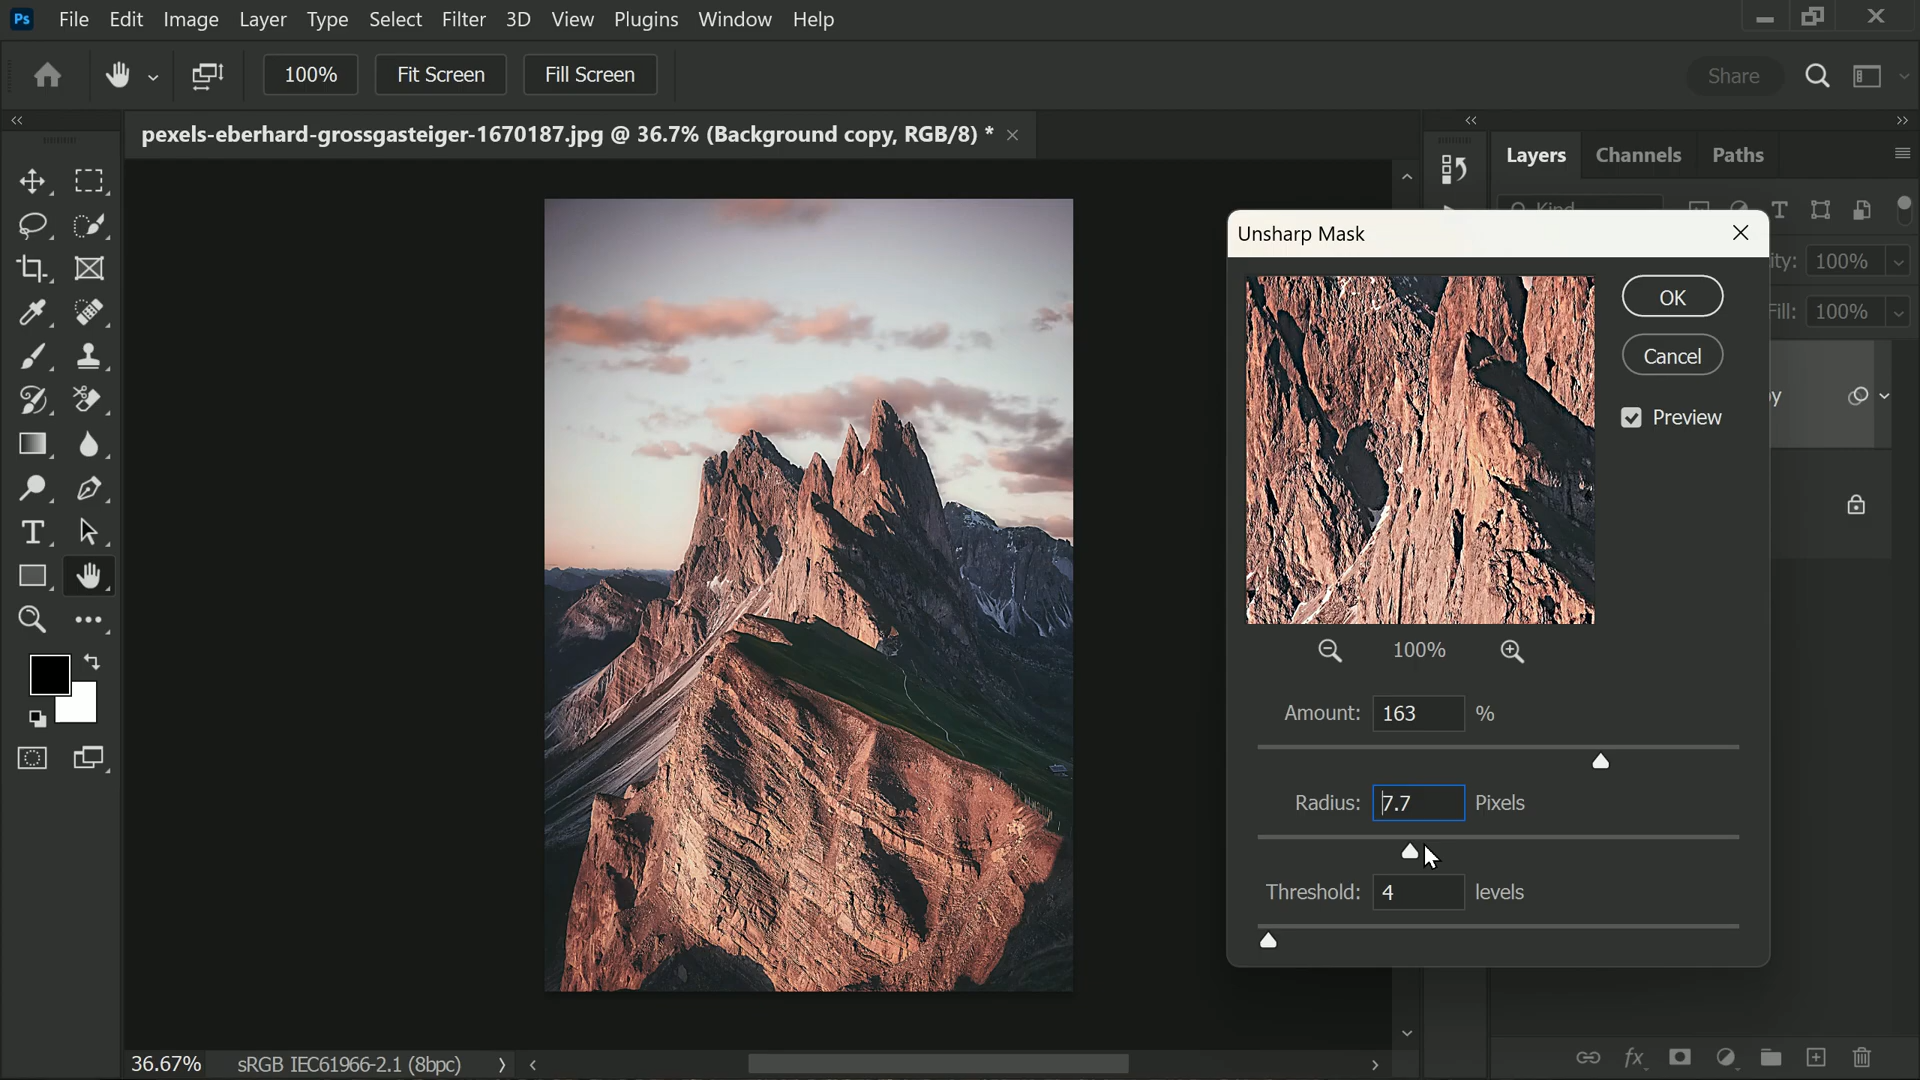 Ps File Edit Image Layer Type Select Filter 3D View Plugins Window Help
100% Fit Screen Fill Screen Share
pexels-eberhard-grossgasteiger-1670187.jpg @ 36.7% (Background copy, RGB/8) *
Layers Channels Paths
Kind
Unsharp Mask
ity: 100%
OK
Fill: 100%
Cancel
y
Preview
100%
Amount: 163 %
Radius: 7.7 Pixels
Threshold: 4 levels
36.67% sRGB IEC61966-2.1 (8bpc)
fx